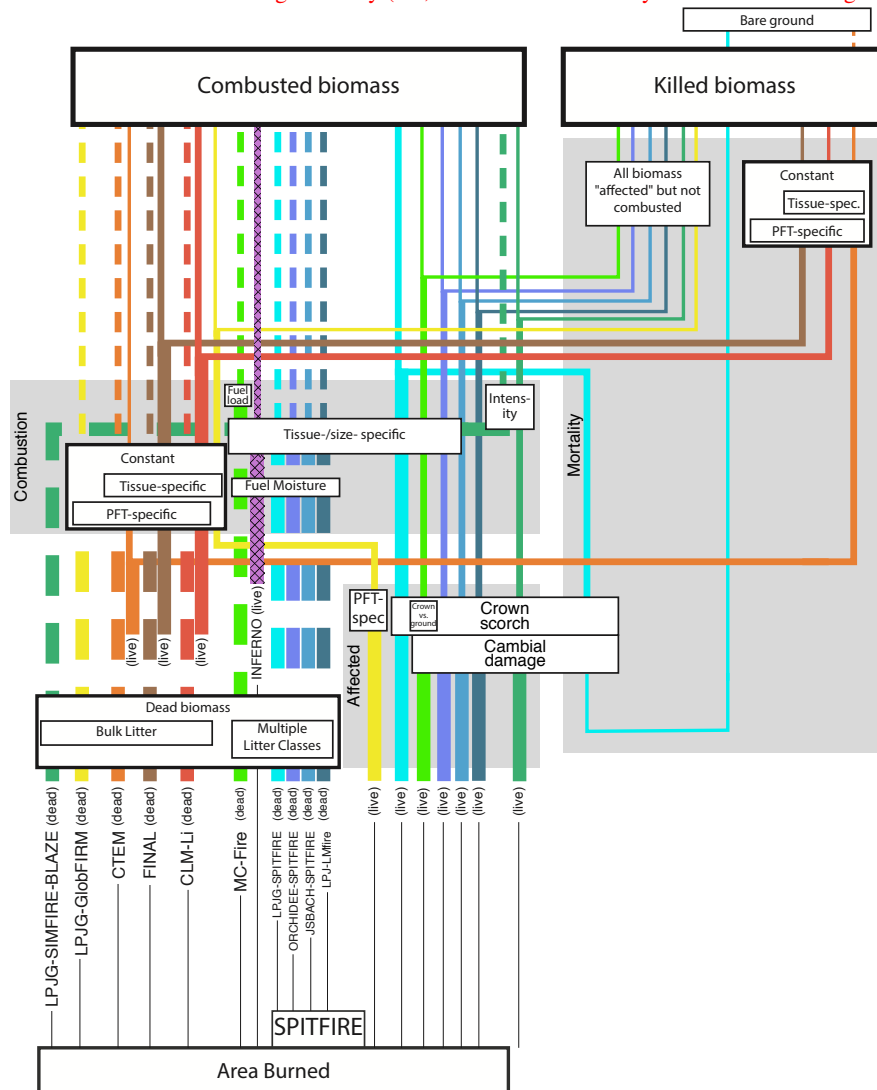 Bare ground
Combusted biomass
Killed biomass
All biomass
"affected" but not
combusted
Constant
Tissue-spec.
PFT-specific
Fuel
load
Intens-
ity
Tissue-/size- specific
Combustion
Mortality
Constant
Tissue-specific
PFT-specific
Fuel Moisture
PFT-
spec
Crown
vs.
ground
Crown
scorch
Cambial
damage
Affected
(live)
(live)
(live)
INFERNO (live)
Dead biomass
Bulk Litter
Multiple
Litter Classes
LPJG-SIMFIRE-BLAZE (dead)
LPJG-GlobFIRM (dead)
CTEM (dead)
FINAL (dead)
CLM-Li (dead)
MC-Fire (dead)
LPJG-SPITFIRE (dead)
ORCHIDEE-SPITFIRE (dead)
JSBACH-SPITFIRE (dead)
LPJ-LMfire (dead)
(live)
(live)
(live)
(live)
(live)
(live)
(live)
SPITFIRE
Area Burned